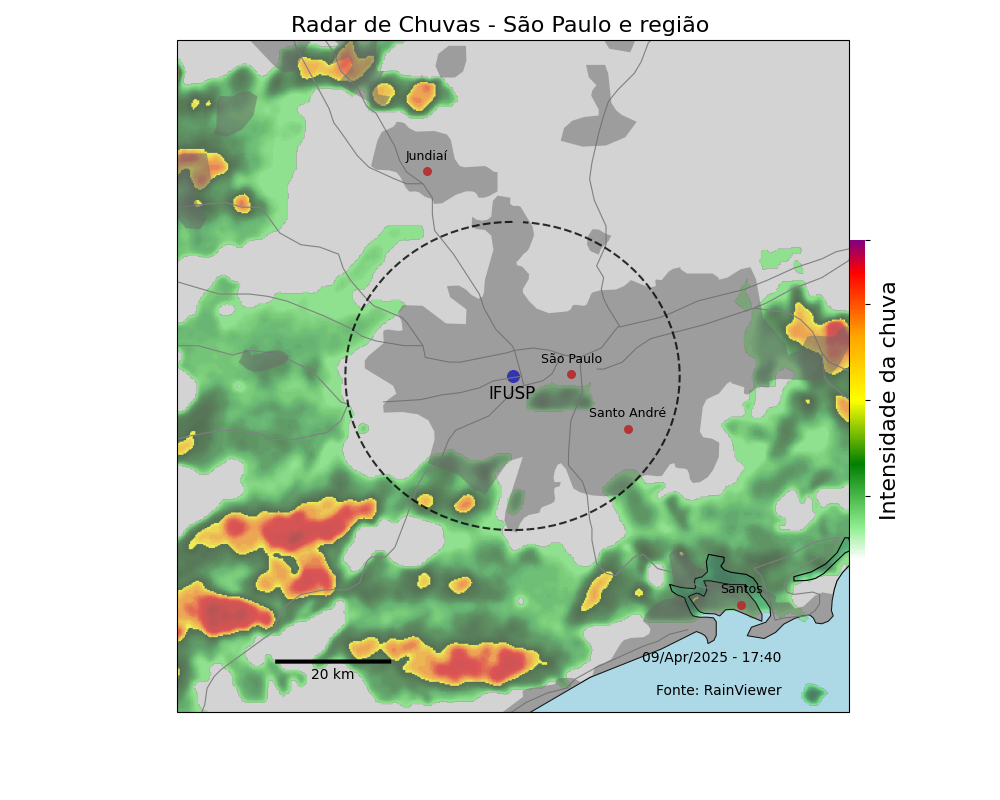 Radar de Chuvas - São Paulo e região
Jundiaí
São Paulo
IFUSP
Santo André
Santos
20 km
09/Apr/2025 - 17:40
Fonte: RainViewer
Intensidade da chuva